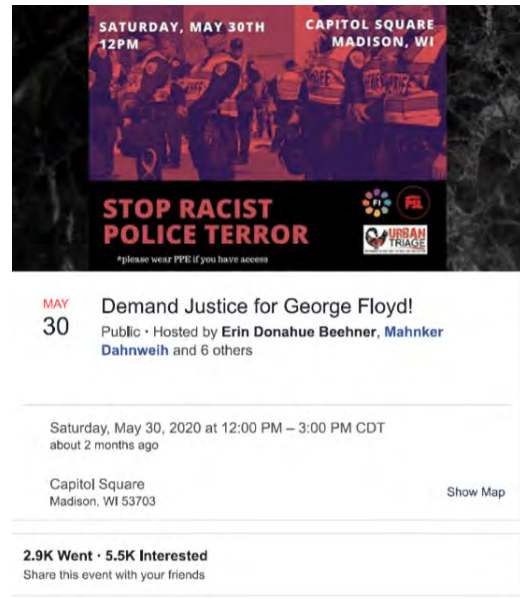 SATURDAY, MAY 30TH
12PM
CAPITOL SQUARE
MADISON, WI
STOP RACIST
POLICE TERROR
FI
PSL
URBAN
TRIAGE
*please wear PPE if you have access
MAY
30
Demand Justice for George Floyd!
Public · Hosted by Erin Donahue Beehner, Mahnker
Dahnweih and 6 others
Saturday, May 30, 2020 at 12:00 PM – 3:00 PM CDT
about 2 months ago
Capitol Square
Madison, WI 53703
Show Map
2.9K Went · 5.5K Interested
Share this event with your friends